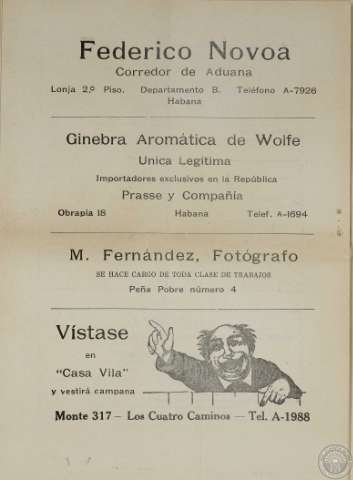 Federico Novoa
Corredor de Aduana
Lonja 2.º Piso. Departamento B. Teléfono A-7926
Habana
Ginebra Aromática de Wolfe
Unica Legítima
Importadores exclusivos en la República
Prasse y Compañía
Obrapia 18 Habana Telef. A-1694
M. Fernández, Fotógrafo
SE HACE CARGO DE TODA CLASE DE TRABAJOS
Peña Pobre número 4
Vístase
en
"Casa Vila"
y vestirá campana
Monte 317 — Los Cuatro Caminos — Tel. A-1988